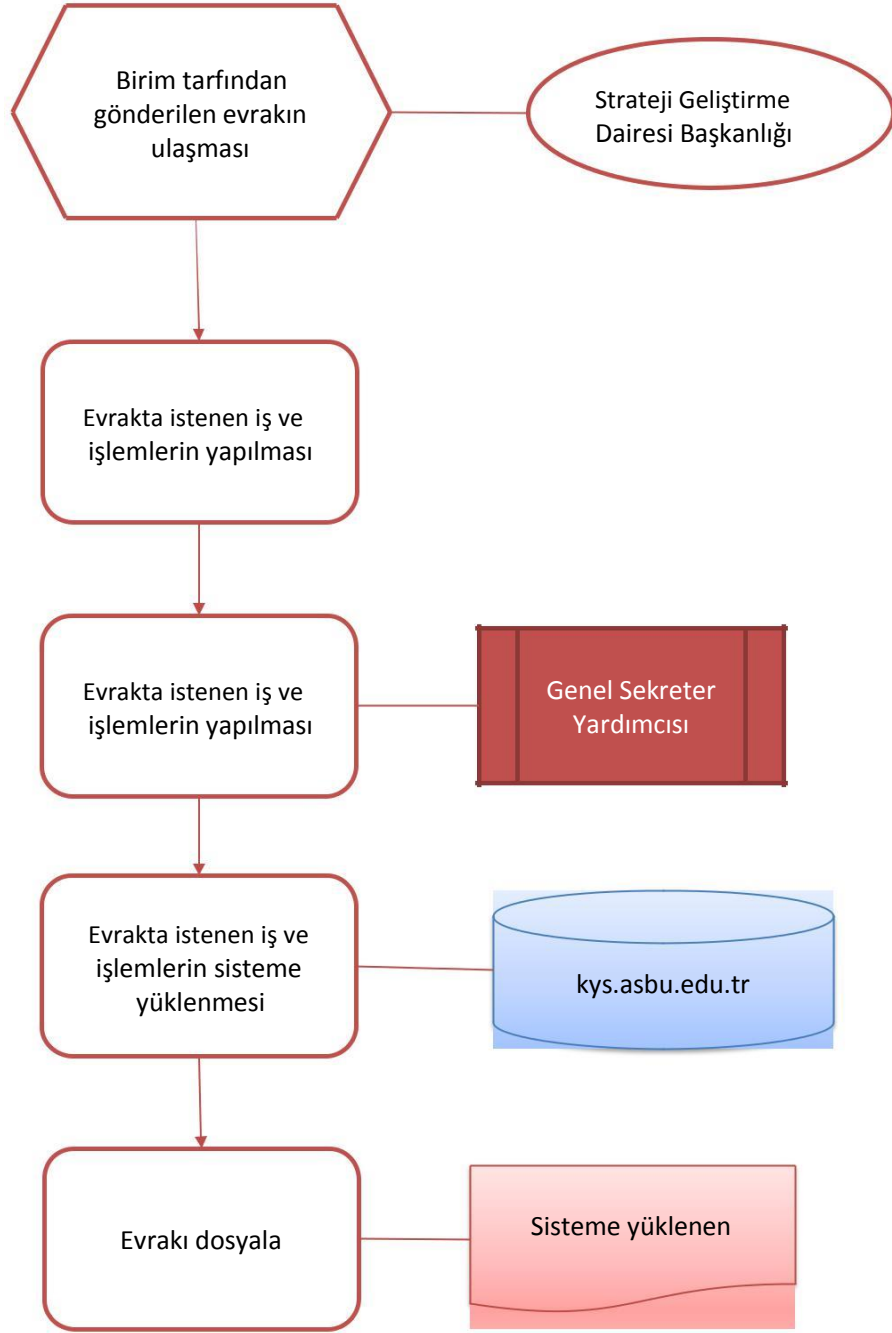 Birim tarfından
gönderilen evrakın
ulaşması
Strateji Geliştirme
Dairesi Başkanlığı
Evrakta istenen iş ve
işlemlerin yapılması
Evrakta istenen iş ve
işlemlerin yapılması
Genel Sekreter
Yardımcısı
Evrakta istenen iş ve
işlemlerin sisteme
yüklenmesi
kys.asbu.edu.tr
Evrakı dosyala
Sisteme yüklenen